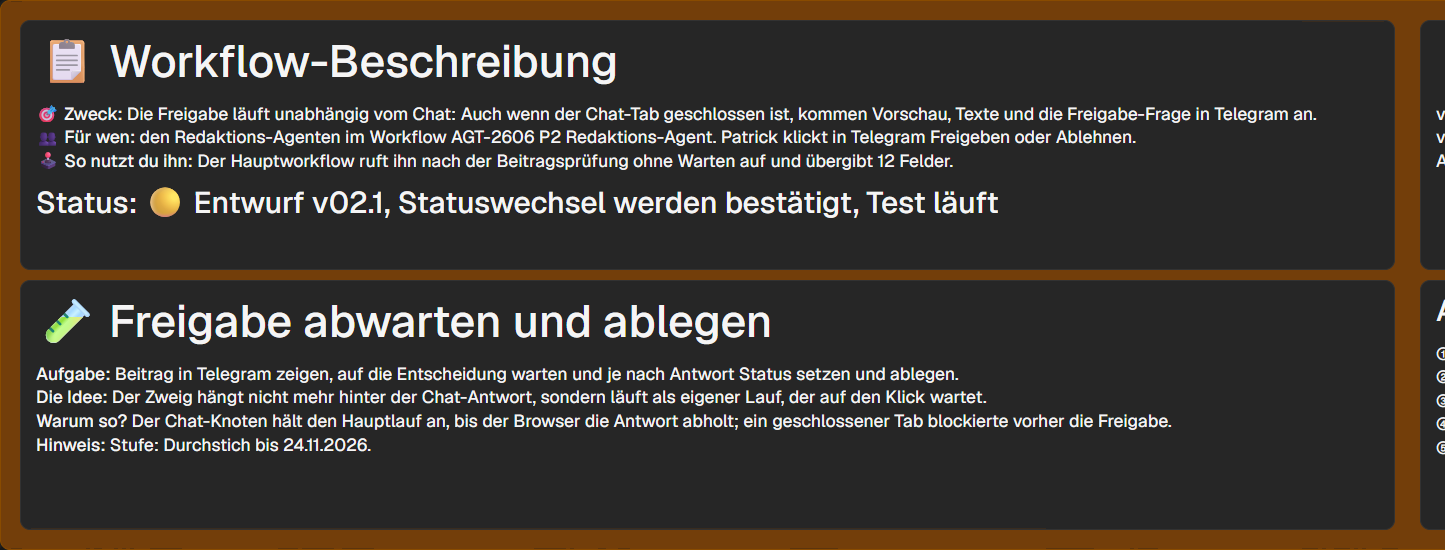 Workflow-Beschreibung
Zweck: Die Freigabe läuft unabhängig vom Chat: Auch wenn der Chat-Tab geschlossen ist, kommen Vorschau, Texte und die Freigabe-Frage in Telegram an.
Für wen: den Redaktions-Agenten im Workflow AGT-2606 P2 Redaktions-Agent. Patrick klickt in Telegram Freigeben oder Ablehnen.
So nutzt du ihn: Der Hauptworkflow ruft ihn nach der Beitragsprüfung ohne Warten auf und übergibt 12 Felder.
Status: Entwurf v02.1, Statuswechsel werden bestätigt, Test läuft
Freigabe abwarten und ablegen
Aufgabe: Beitrag in Telegram zeigen, auf die Entscheidung warten und je nach Antwort Status setzen und ablegen.
Die Idee: Der Zweig hängt nicht mehr hinter der Chat-Antwort, sondern läuft als eigener Lauf, der auf den Klick wartet.
Warum so? Der Chat-Knoten hält den Hauptlauf an, bis der Browser die Antwort abholt; ein geschlossener Tab blockierte vorher die Freigabe.
Hinweis: Stufe: Durchstich bis 24.11.2026.